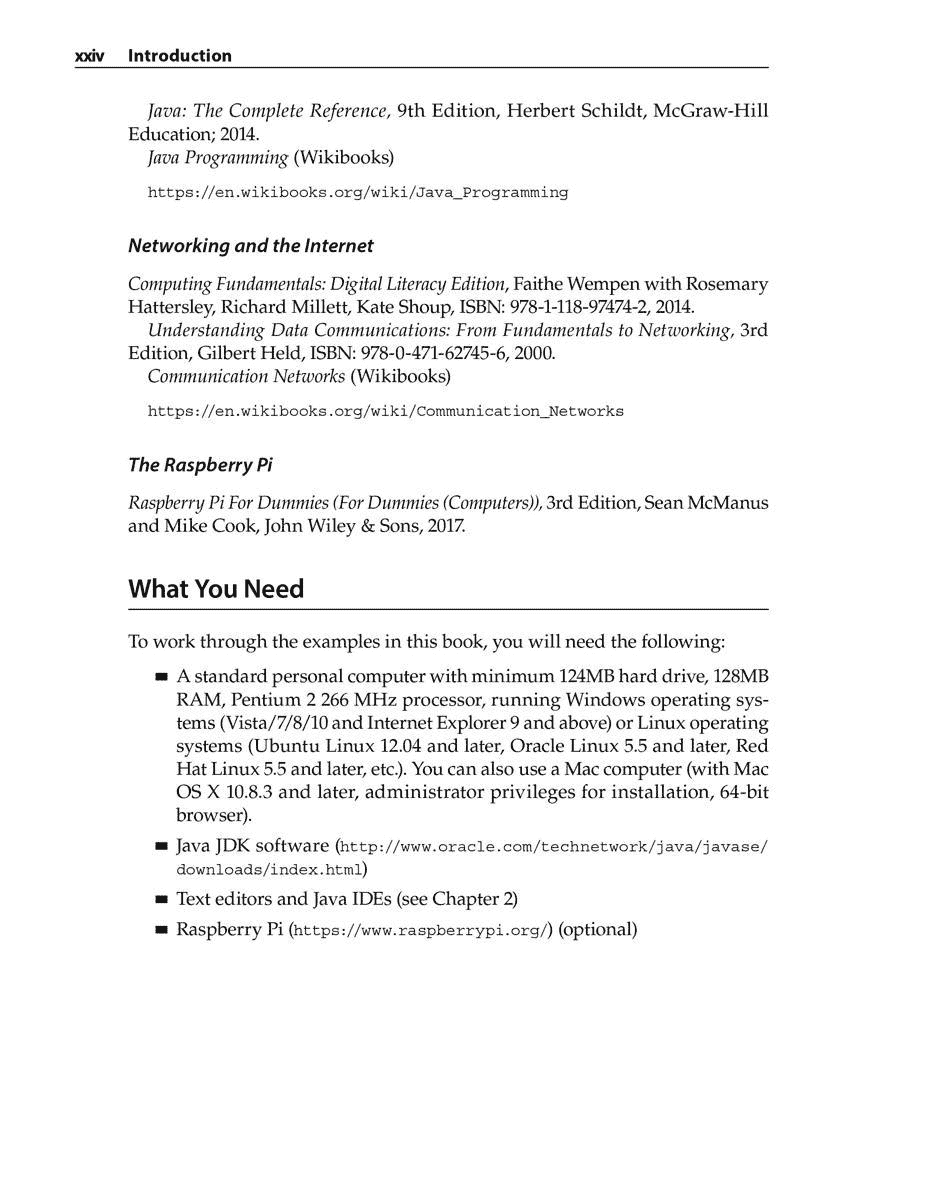 xxiv Introduction
Java: The Complete Reference, 9th Edition, Herbert Schildt, McGraw-Hill
Education; 2014.
Java Programming (Wikibooks)
https://en.wikibooks.org/wiki/Java_Programming
Networking and the Internet
Computing Fundamentals: Digital Literacy Edition, Faithe Wempen with Rosemary
Hattersley, Richard Millett, Kate Shoup, ISBN: 978-1-118-97474-2, 2014.
Understanding Data Communications: From Fundamentals to Networking, 3rd
Edition, Gilbert Held, ISBN: 978-0-471-62745-6, 2000.
Communication Networks (Wikibooks)
https://en.wikibooks.org/wiki/Communication_Networks
The Raspberry Pi
Raspberry Pi For Dummies (For Dummies (Computers)), 3rd Edition, Sean McManus
and Mike Cook, John Wiley & Sons, 2017.
What You Need
To work through the examples in this book, you will need the following:
■ A standard personal computer with minimum 124MB hard drive, 128MB
RAM, Pentium 2 266 MHz processor, running Windows operating sys-
tems (Vista/7/8/10 and Internet Explorer 9 and above) or Linux operating
systems (Ubuntu Linux 12.04 and later, Oracle Linux 5.5 and later, Red
Hat Linux 5.5 and later, etc.). You can also use a Mac computer (with Mac
OS X 10.8.3 and later, administrator privileges for installation, 64-bit
browser).
■ Java JDK software (http://www.oracle.com/technetwork/java/javase/
downloads/index.html)
■ Text editors and Java IDEs (see Chapter 2)
■ Raspberry Pi (https://www.raspberrypi.org/) (optional)